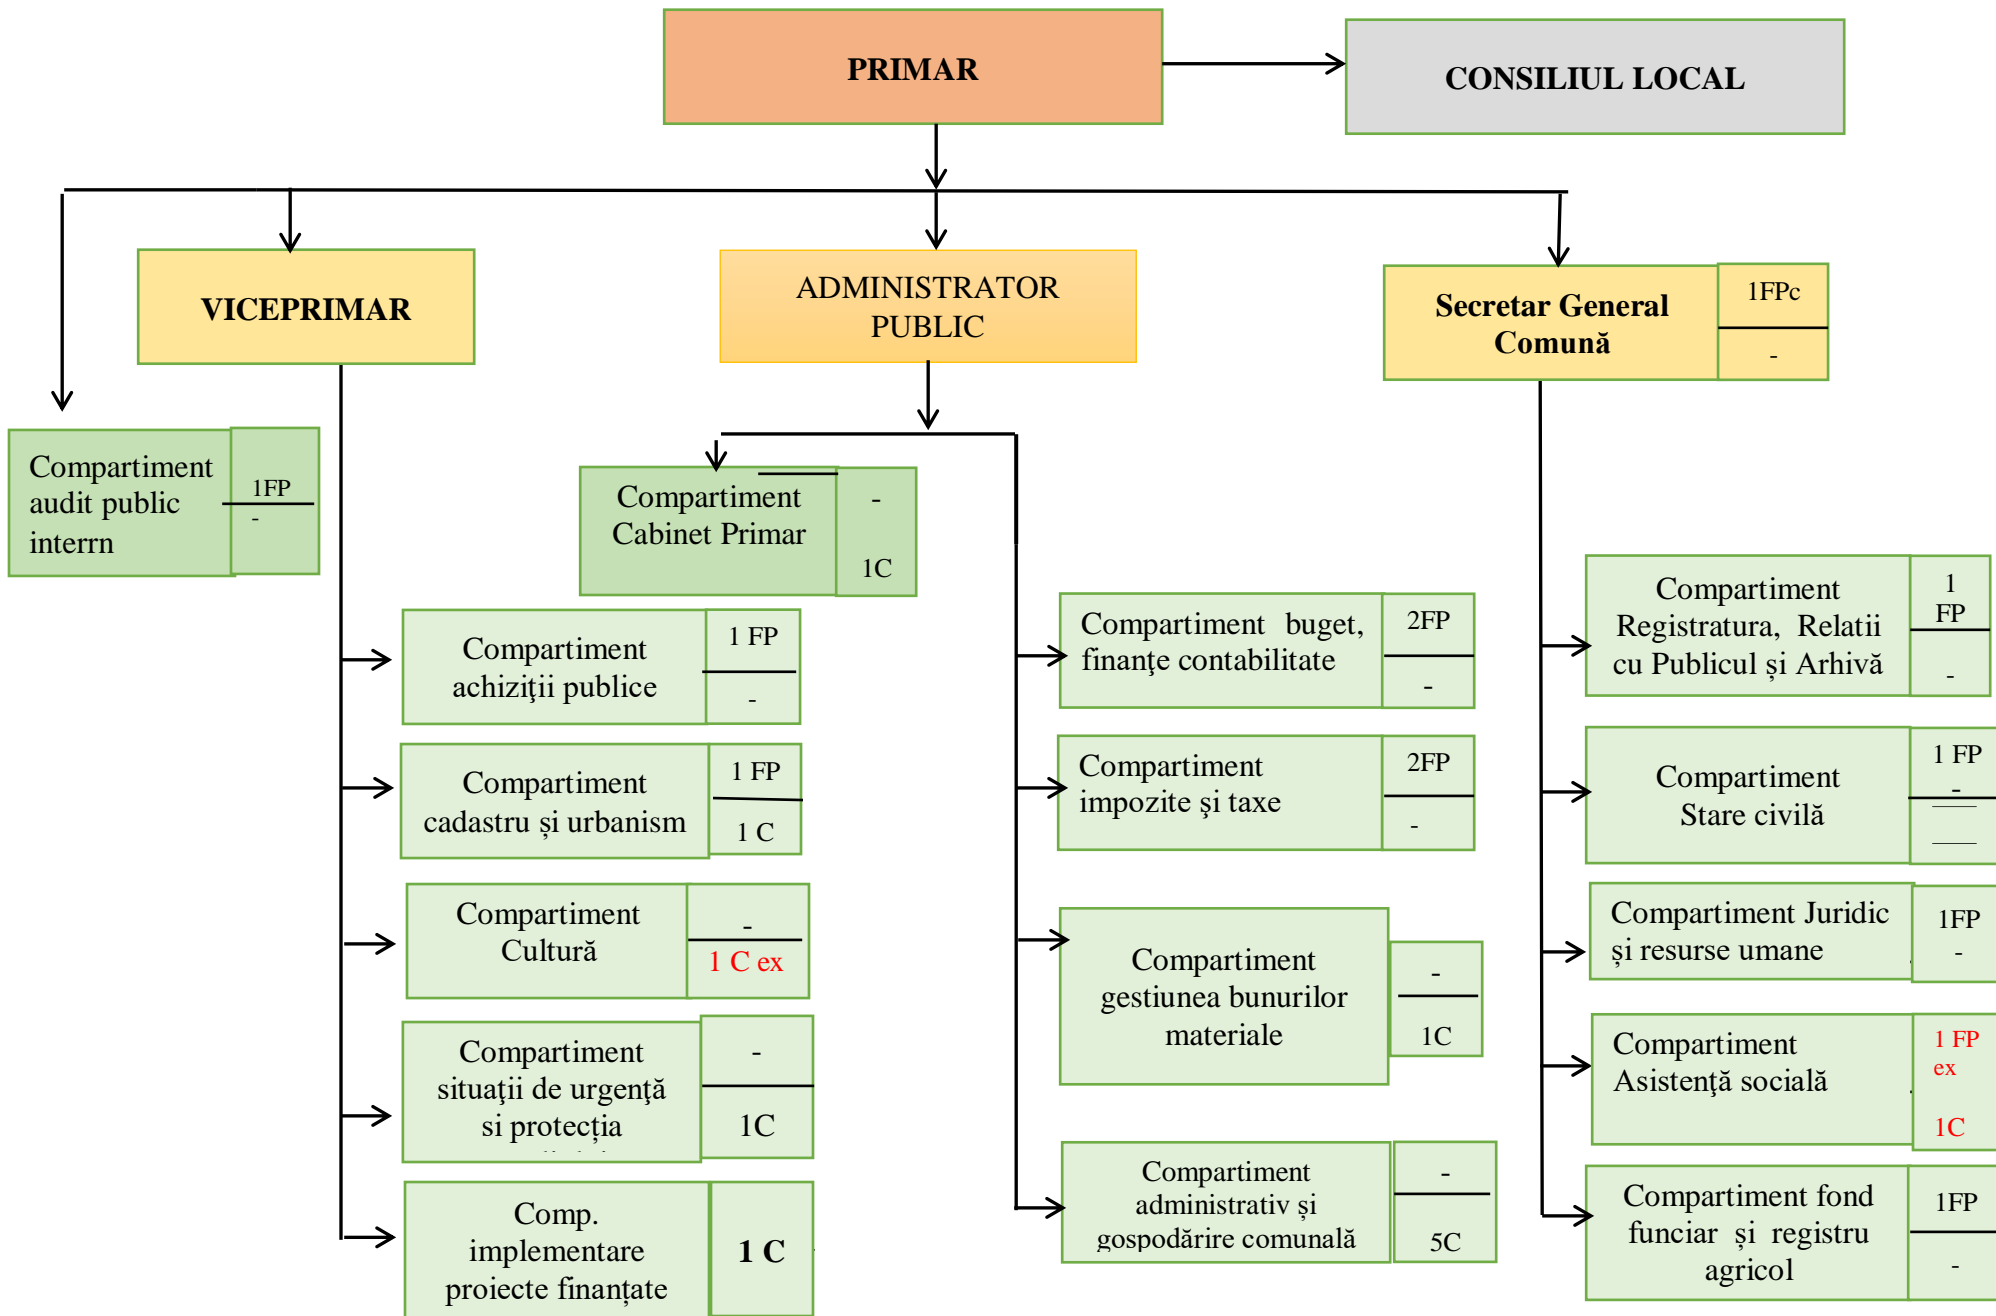 PRIMAR
CONSILIUL LOCAL
VICEPRIMAR
ADMINISTRATOR
PUBLIC
Secretar General
Comună
1FPc
-
Compartiment
audit public
interrn
1FP
-
Compartiment
Cabinet Primar
-
1C
Compartiment
achiziţii publice
1 FP
-
Compartiment
cadastru și urbanism
1 FP
1 C
Compartiment
Cultură
-
1 C ex
Compartiment
situaţii de urgenţă
si protecția
-
1C
Comp.
implementare
proiecte finanțate
1 C
Compartiment buget,
finanţe contabilitate
2FP
-
Compartiment
impozite şi taxe
2FP
-
Compartiment
gestiunea bunurilor
materiale
-
1C
Compartiment
administrativ și
gospodărire comunală
-
5C
Compartiment
Registratura, Relatii
cu Publicul și Arhivă
1
FP
-
Compartiment
Stare civilă
1 FP
-
Compartiment Juridic
și resurse umane
1FP
-
Compartiment
Asistenţă socială
1 FP
ex
1C
Compartiment fond
funciar și registru
agricol
1FP
-